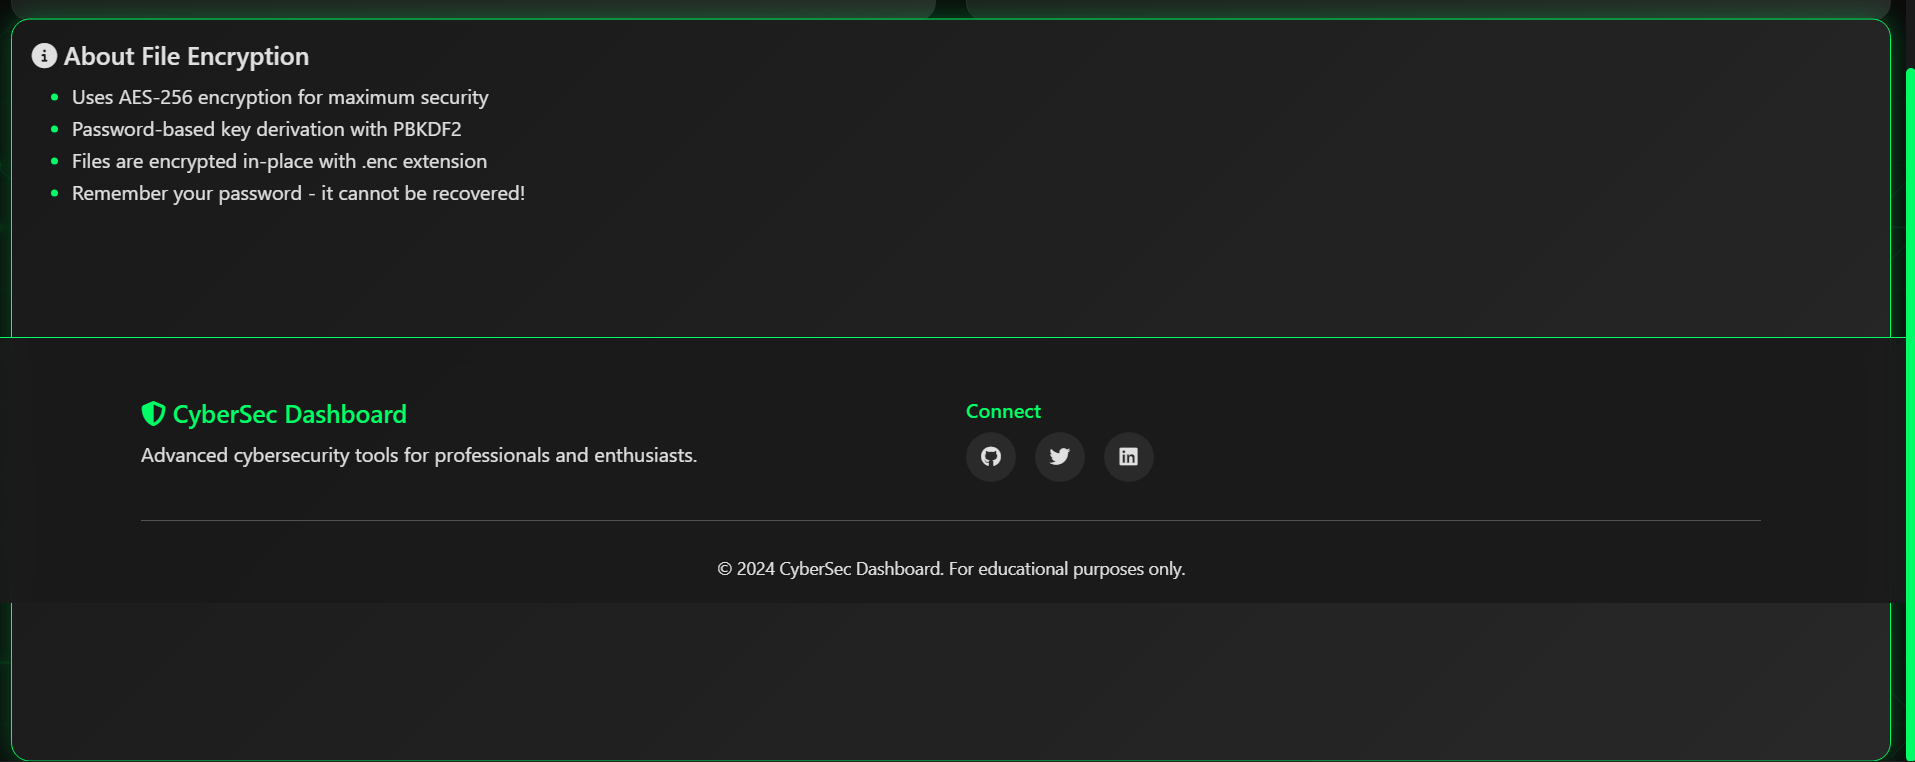 About File Encryption
Uses AES-256 encryption for maximum security
Password-based key derivation with PBKDF2
Files are encrypted in-place with .enc extension
Remember your password - it cannot be recovered!
CyberSec Dashboard
Advanced cybersecurity tools for professionals and enthusiasts.
Connect
© 2024 CyberSec Dashboard. For educational purposes only.